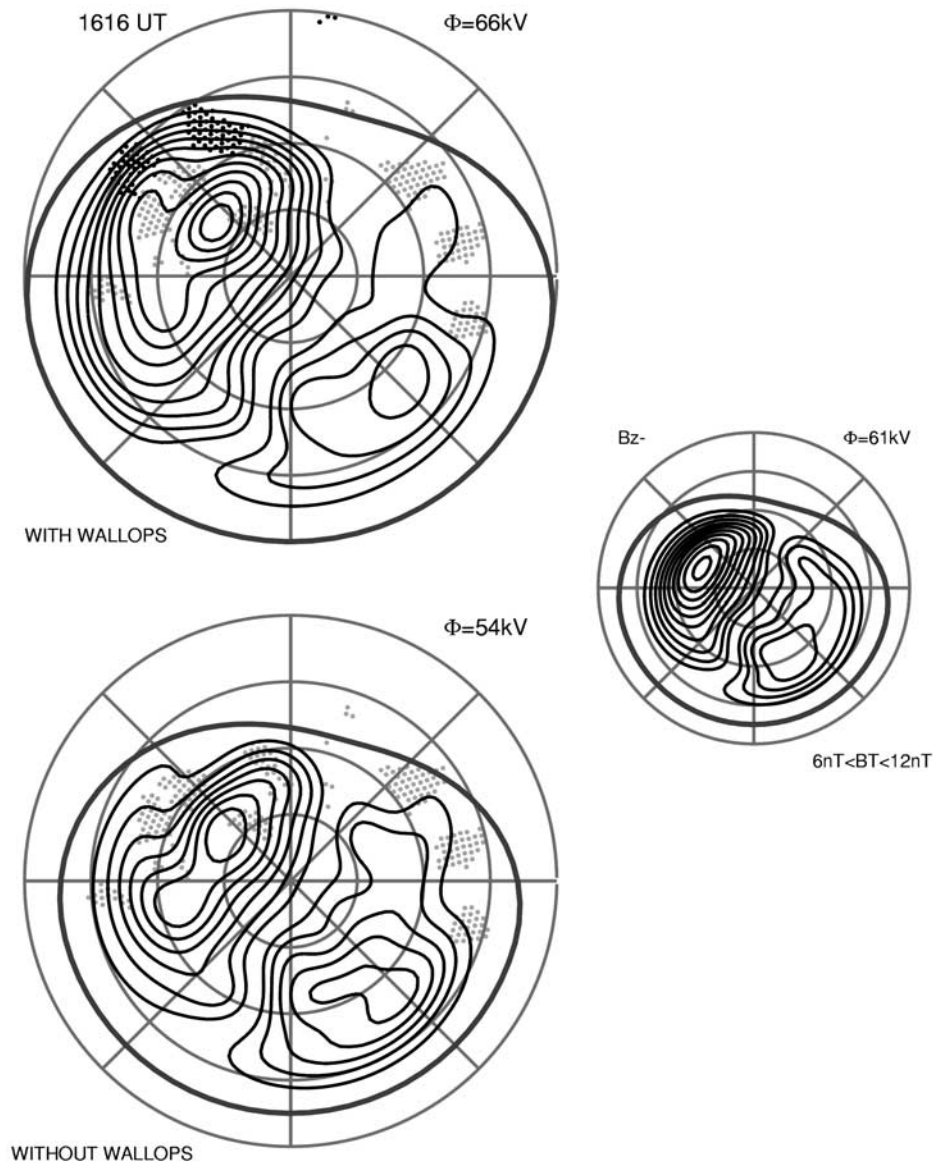 1616 UT
Φ=66kV
WITH WALLOPS
Bz-
Φ=61kV
6nT<BT<12nT
Φ=54kV
WITHOUT WALLOPS